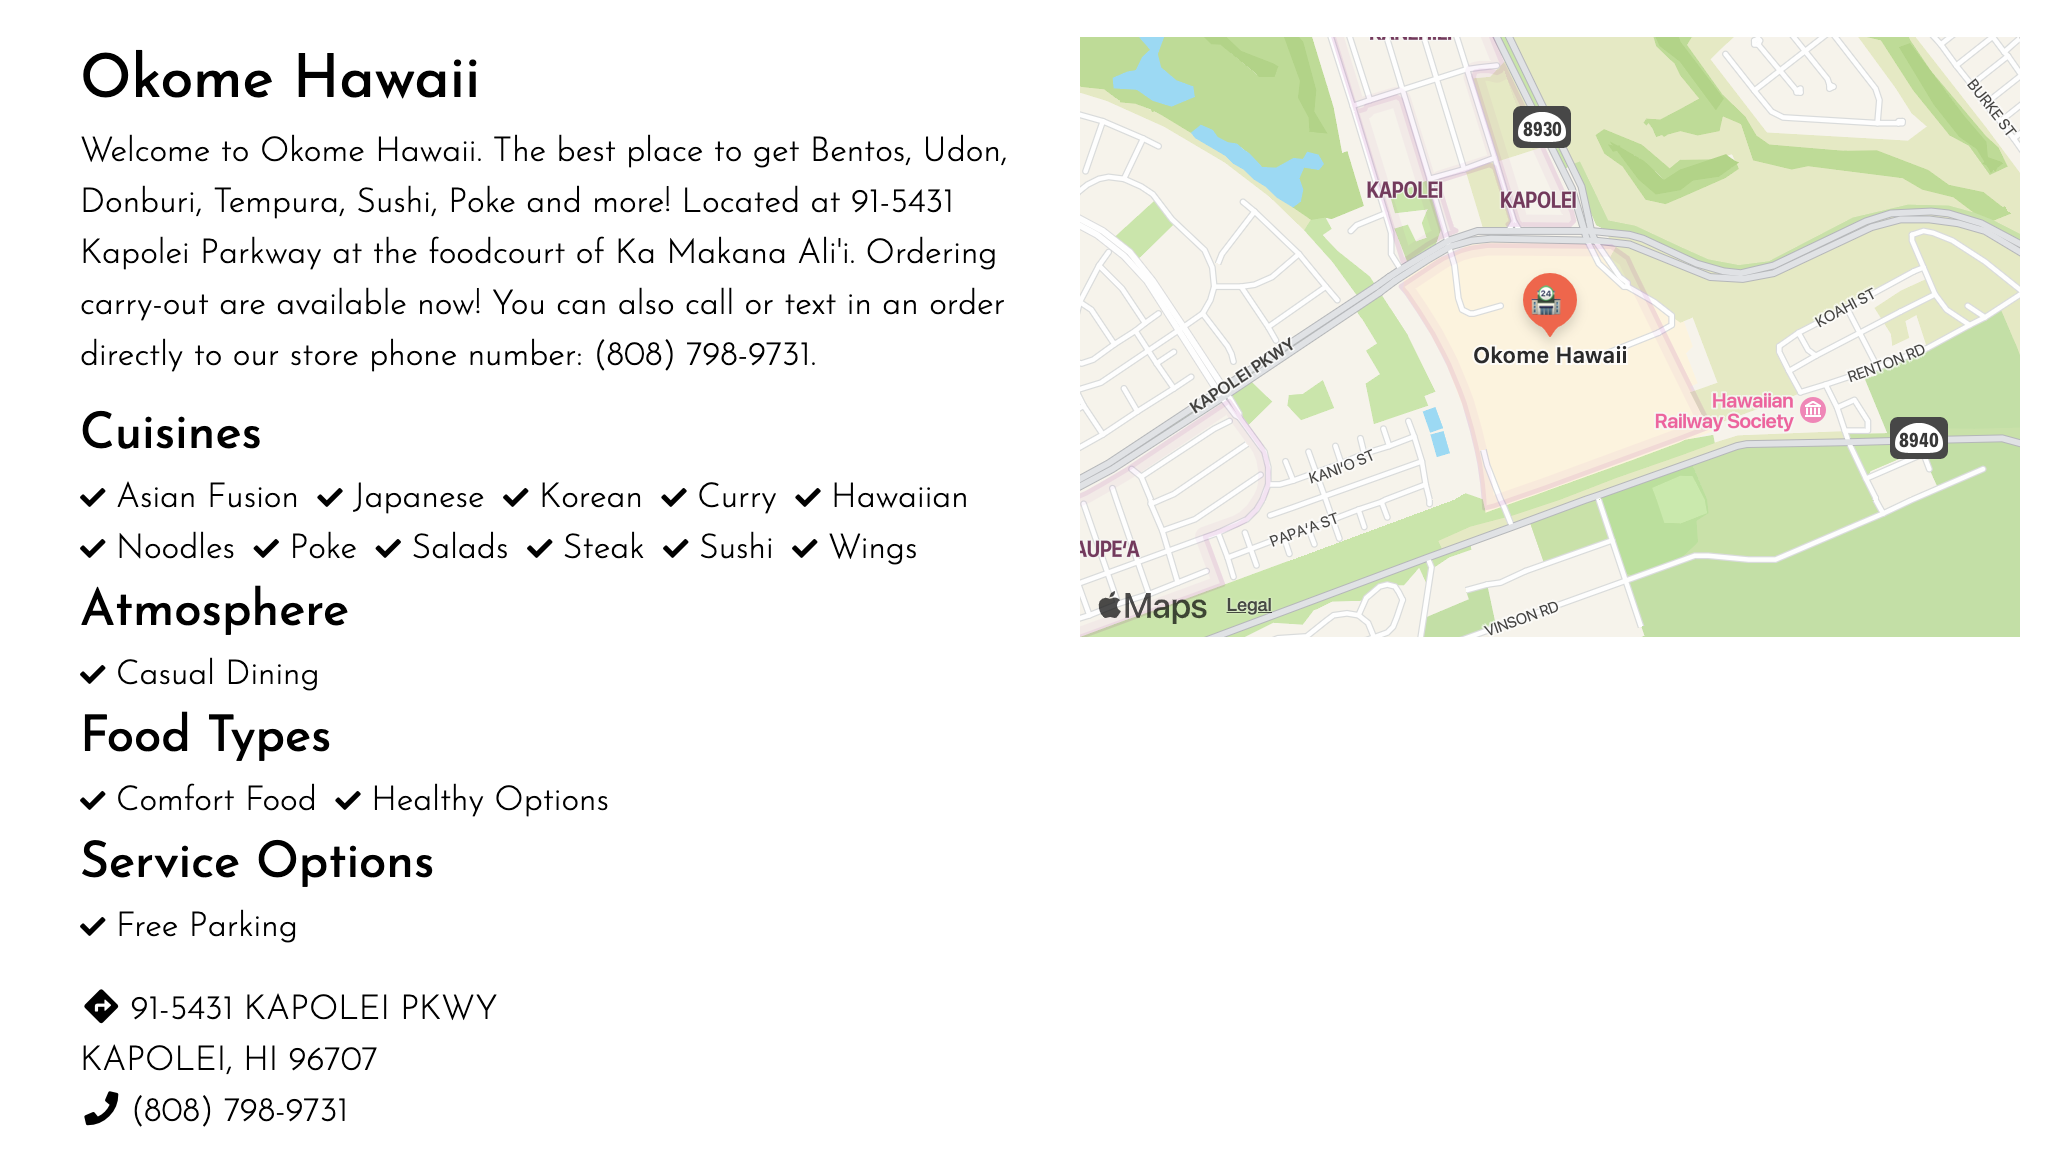 Okome Hawaii
Welcome to Okome Hawaii. The best place to get Bentos, Udon,
Donburi, Tempura, Sushi, Poke and more! Located at 91-5431
Kapolei Parkway at the foodcourt of Ka Makana Ali'i. Ordering
carry-out are available now! You can also call or text in an order
directly to our store phone number: (808) 798-9731.
Cuisines
Asian Fusion Japanese Korean Curry Hawaiian
Noodles Poke Salads Steak Sushi Wings
Atmosphere
Casual Dining
Food Types
Comfort Food Healthy Options
Service Options
Free Parking
91-5431 KAPOLEI PKWY
KAPOLEI, HI 96707
(808) 798-9731
BURKE ST
8930
KAPOLEI
KAPOLEI
24
Okome Hawaii
KOAHI ST
RENTON RD
KAPOLEI PKWY
Hawaiian
Railway Society
8940
KANI'O ST
PAPA'A ST
AUPE'A
Maps
Legal
VINSON RD